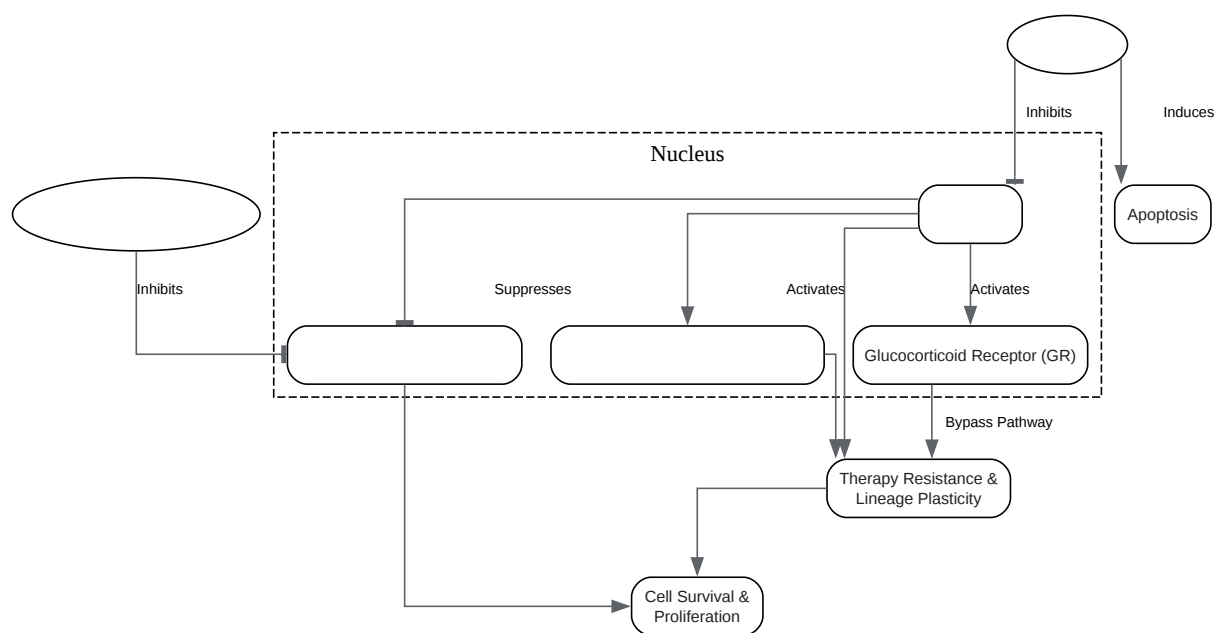 Inhibits
Induces
Nucleus
Apoptosis
Inhibits
Suppresses
Activates
Activates
Glucocorticoid Receptor (GR)
Bypass Pathway
Therapy Resistance &
Lineage Plasticity
Cell Survival &
Proliferation